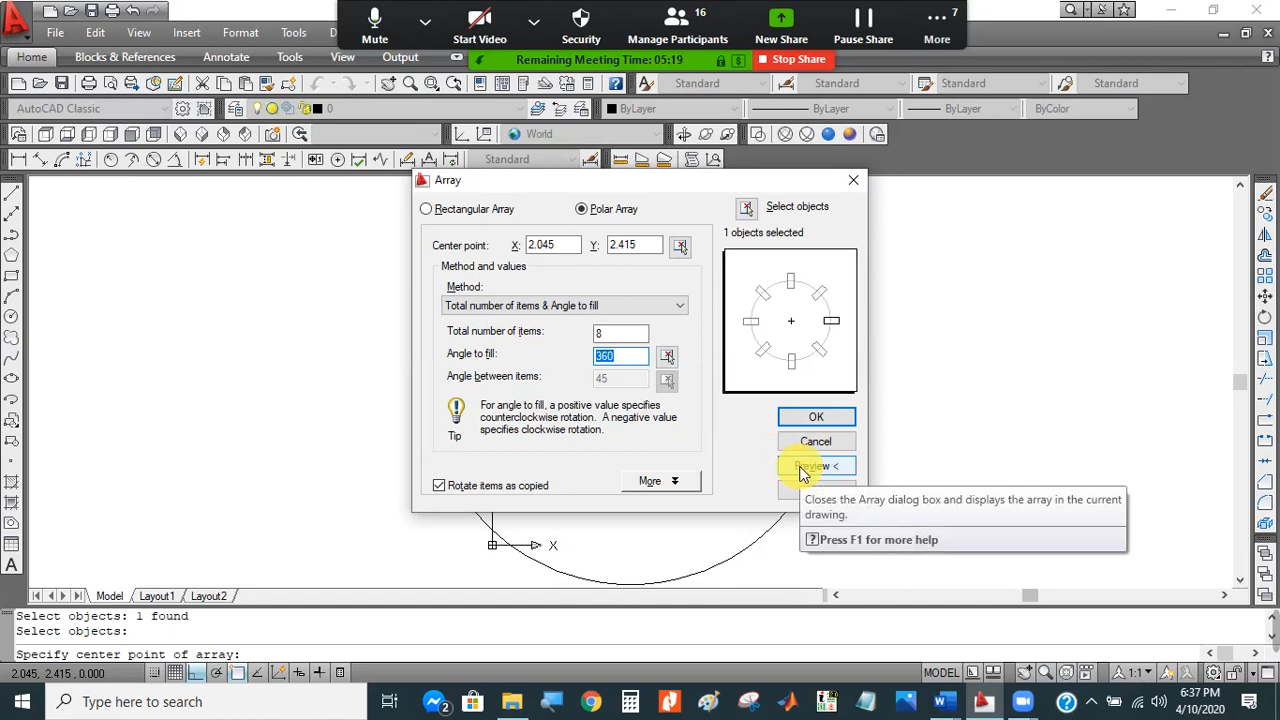 Mute
Start Video
Security
16
Manage Participants
New Share
Pause Share
7
More
Remaining Meeting Time: 05:19
$
Stop Share
File Edit View Insert Format Tools
Home Blocks & References Annotate Tools View Output
Standard Standard Standard Standard
AutoCAD Classic 0 ByLayer ByLayer ByLayer ByColor
World
Standard
Array
Rectangular Array
Polar Array
Select objects
1 objects selected
Center point: X: 2.045 Y: 2.415
Method and values
Method:
Total number of items & Angle to fill
Total number of items: 8
Angle to fill: 360
Angle between items: 45
For angle to fill, a positive value specifies
counterclockwise rotation. A negative value
specifies clockwise rotation.
Tip
Rotate items as copied
More
OK
Cancel
Preview <
Closes the Array dialog box and displays the array in the current
drawing.
Press F1 for more help
X
Model Layout1 Layout2
Select objects: 1 found
Select objects:
Specify center point of array:
2.045, 2.415, 0.000
MODEL
1:1
Type here to search
2
6:37 PM
4/10/2020